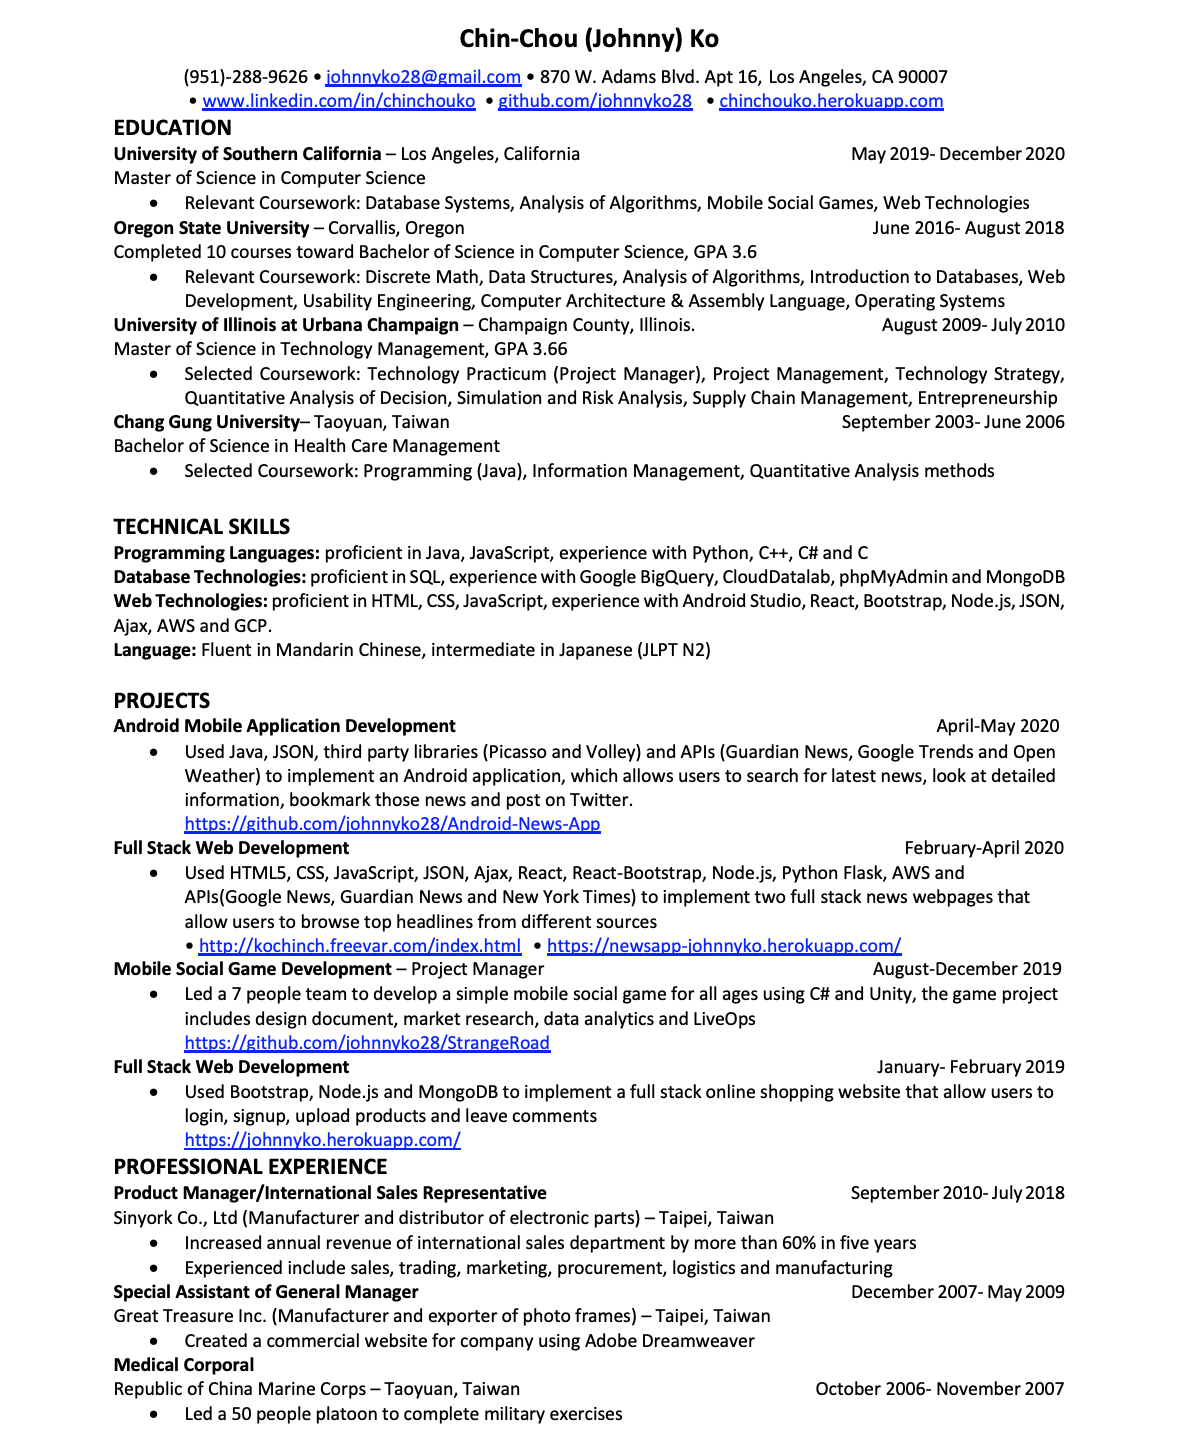 Chin-Chou (Johnny) Ko
(951)-288-9626 • johnnyko28@gmail.com • 870 W. Adams Blvd. Apt 16, Los Angeles, CA 90007
• www.linkedin.com/in/chinchouko • github.com/johnnyko28 • chinchouko.herokuapp.com
EDUCATION
University of Southern California – Los Angeles, California May 2019- December 2020
Master of Science in Computer Science
• Relevant Coursework: Database Systems, Analysis of Algorithms, Mobile Social Games, Web Technologies
Oregon State University – Corvallis, Oregon June 2016- August 2018
Completed 10 courses toward Bachelor of Science in Computer Science, GPA 3.6
• Relevant Coursework: Discrete Math, Data Structures, Analysis of Algorithms, Introduction to Databases, Web
Development, Usability Engineering, Computer Architecture & Assembly Language, Operating Systems
University of Illinois at Urbana Champaign – Champaign County, Illinois. August 2009- July 2010
Master of Science in Technology Management, GPA 3.66
• Selected Coursework: Technology Practicum (Project Manager), Project Management, Technology Strategy,
Quantitative Analysis of Decision, Simulation and Risk Analysis, Supply Chain Management, Entrepreneurship
Chang Gung University– Taoyuan, Taiwan September 2003- June 2006
Bachelor of Science in Health Care Management
• Selected Coursework: Programming (Java), Information Management, Quantitative Analysis methods
TECHNICAL SKILLS
Programming Languages: proficient in Java, JavaScript, experience with Python, C++, C# and C
Database Technologies: proficient in SQL, experience with Google BigQuery, CloudDatalab, phpMyAdmin and MongoDB
Web Technologies: proficient in HTML, CSS, JavaScript, experience with Android Studio, React, Bootstrap, Node.js, JSON,
Ajax, AWS and GCP.
Language: Fluent in Mandarin Chinese, intermediate in Japanese (JLPT N2)
PROJECTS
Android Mobile Application Development April-May 2020
• Used Java, JSON, third party libraries (Picasso and Volley) and APIs (Guardian News, Google Trends and Open
Weather) to implement an Android application, which allows users to search for latest news, look at detailed
information, bookmark those news and post on Twitter.
https://github.com/johnnyko28/Android-News-App
Full Stack Web Development February-April 2020
• Used HTML5, CSS, JavaScript, JSON, Ajax, React, React-Bootstrap, Node.js, Python Flask, AWS and
APIs(Google News, Guardian News and New York Times) to implement two full stack news webpages that
allow users to browse top headlines from different sources
• http://kochinch.freevar.com/index.html • https://newsapp-johnnyko.herokuapp.com/
Mobile Social Game Development – Project Manager August-December 2019
• Led a 7 people team to develop a simple mobile social game for all ages using C# and Unity, the game project
includes design document, market research, data analytics and LiveOps
https://github.com/johnnyko28/StrangeRoad
Full Stack Web Development January- February 2019
• Used Bootstrap, Node.js and MongoDB to implement a full stack online shopping website that allow users to
login, signup, upload products and leave comments
https://johnnyko.herokuapp.com/
PROFESSIONAL EXPERIENCE
Product Manager/International Sales Representative September 2010- July 2018
Sinyork Co., Ltd (Manufacturer and distributor of electronic parts) – Taipei, Taiwan
• Increased annual revenue of international sales department by more than 60% in five years
• Experienced include sales, trading, marketing, procurement, logistics and manufacturing
Special Assistant of General Manager December 2007- May 2009
Great Treasure Inc. (Manufacturer and exporter of photo frames) – Taipei, Taiwan
• Created a commercial website for company using Adobe Dreamweaver
Medical Corporal
Republic of China Marine Corps – Taoyuan, Taiwan October 2006- November 2007
• Led a 50 people platoon to complete military exercises